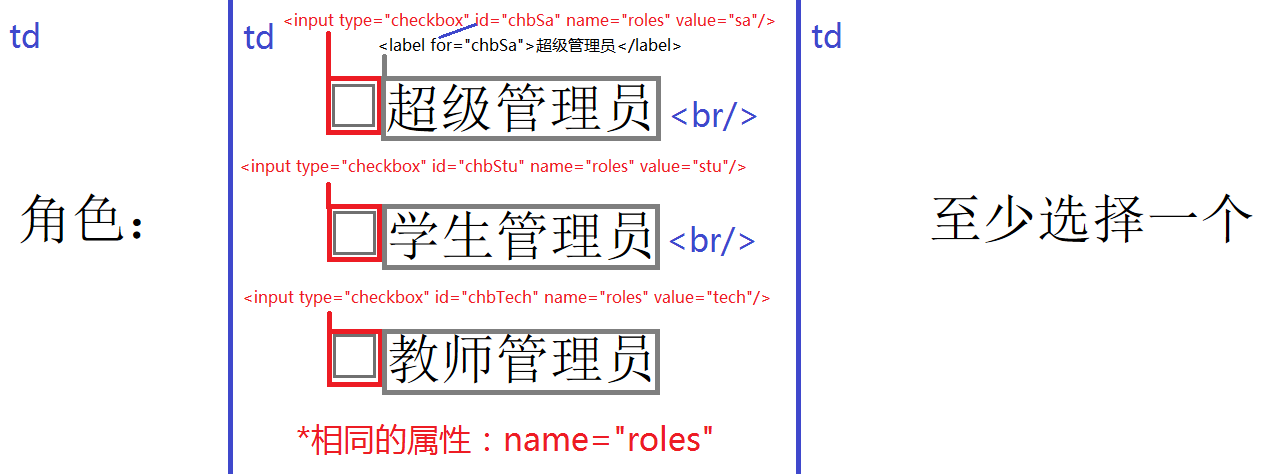 td
角色：
td
<input type="checkbox" id="chbSa" name="roles" value="sa"/>
<label for="chbSa">超级管理员</label>
超级管理员 <br/>
<input type="checkbox" id="chbStu" name="roles" value="stu"/>
学生管理员 <br/>
<input type="checkbox" id="chbTech" name="roles" value="tech"/>
教师管理员
*相同的属性：name="roles"
td
至少选择一个